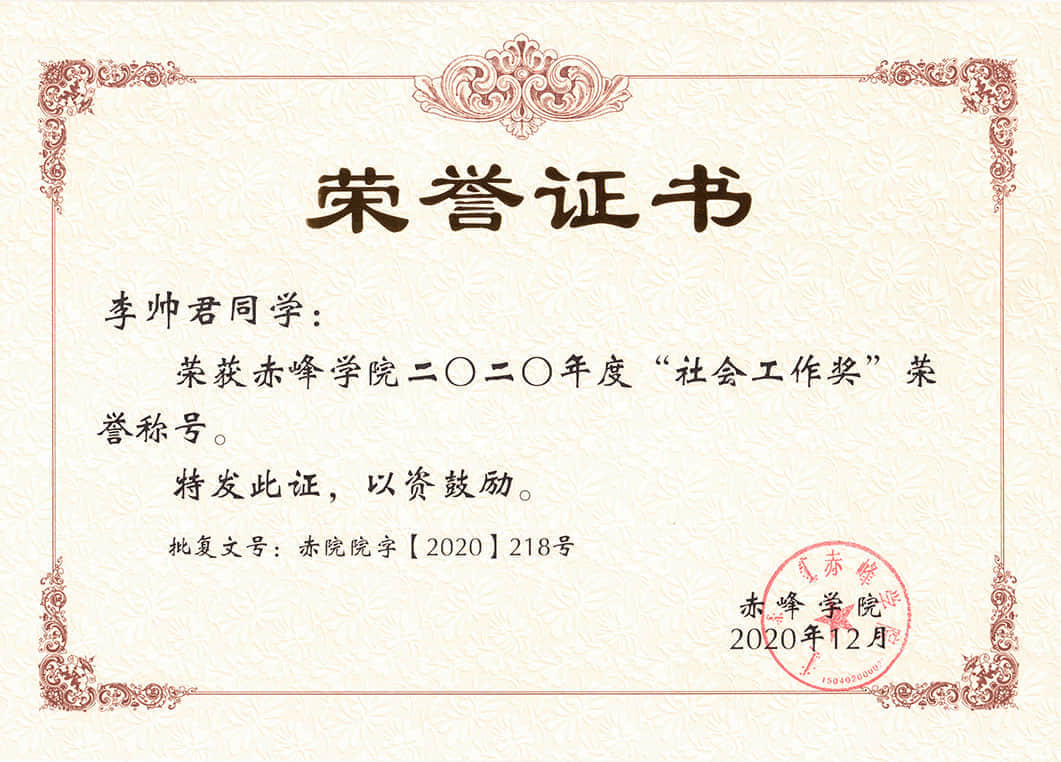 荣誉证书
李帅君同学：
荣获赤峰学院二〇二〇年度“社会工作奖”荣
誉称号。
特发此证，以资鼓励。
批复文号：赤院院字【2020】218号
赤峰学院
2020年12月
赤峰学院